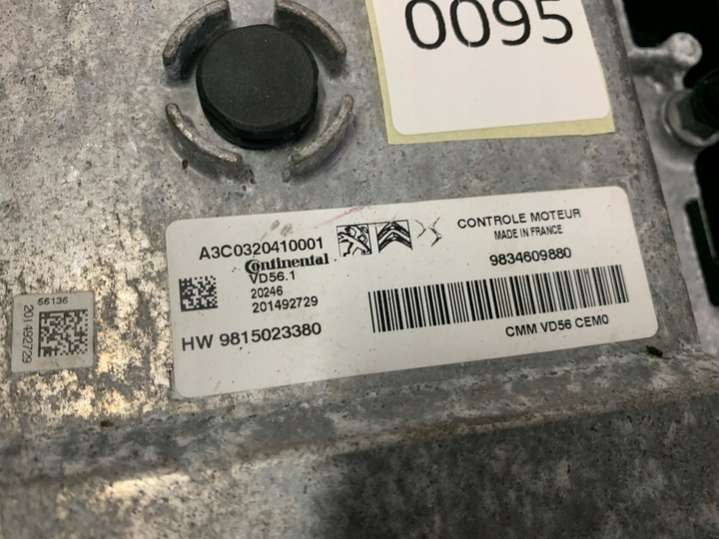 0095
A3C0320410001
Continental
VD56.1
20246
201492729
HW 9815023380
CONTROLE MOTEUR
MADE IN FRANCE
9834609880
CMM VD56 CEM0
56136
201492729